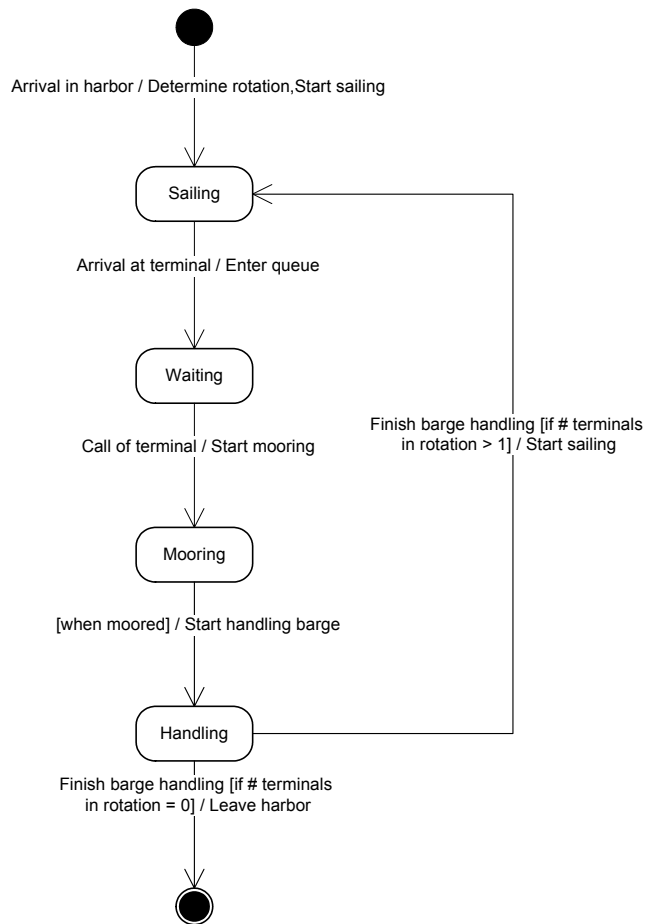 Arrival in harbor / Determine rotation,Start sailing
Sailing
Arrival at terminal / Enter queue
Waiting
Finish barge handling [if # terminals
in rotation > 1] / Start sailing
Call of terminal / Start mooring
Mooring
[when moored] / Start handling barge
Handling
Finish barge handling [if # terminals
in rotation = 0] / Leave harbor